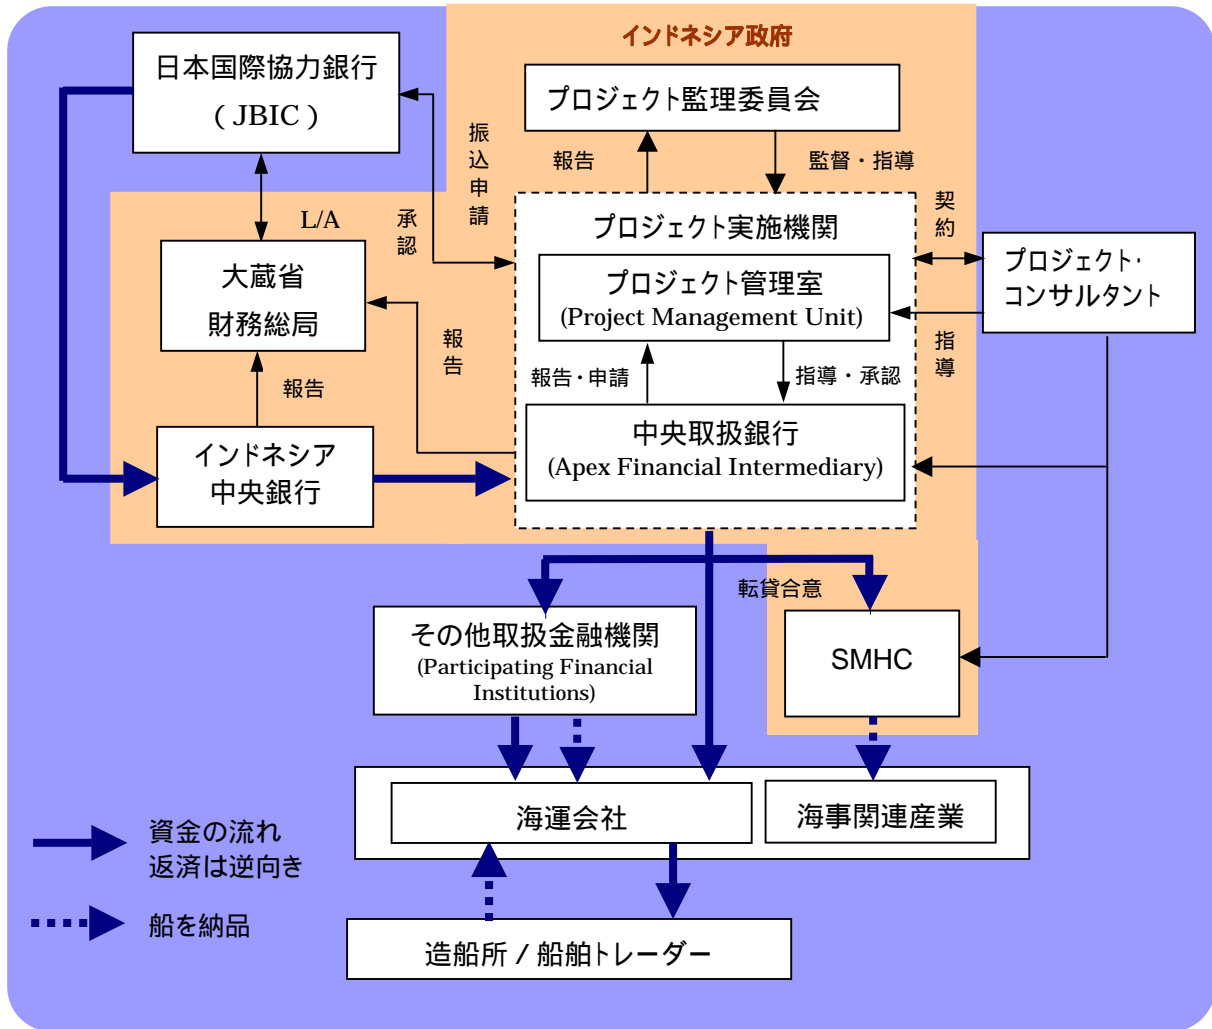 インドネシア政府
日本国際協力銀行
( JBIC )
プロジェクト監理委員会
振込申請
報告
監督・指導
契約
L/A
承認
プロジェクト実施機関
プロジェクト・
コンサルタント
大蔵省
財務総局
プロジェクト管理室
(Project Management Unit)
報告
指導
報告・申請
指導・承認
報告
インドネシア
中央銀行
中央取扱銀行
(Apex Financial Intermediary)
転貸合意
その他取扱金融機関
(Participating Financial
Institutions)
SMHC
海運会社
海事関連産業
資金の流れ
返済は逆向き
船を納品
造船所 / 船舶トレーダー